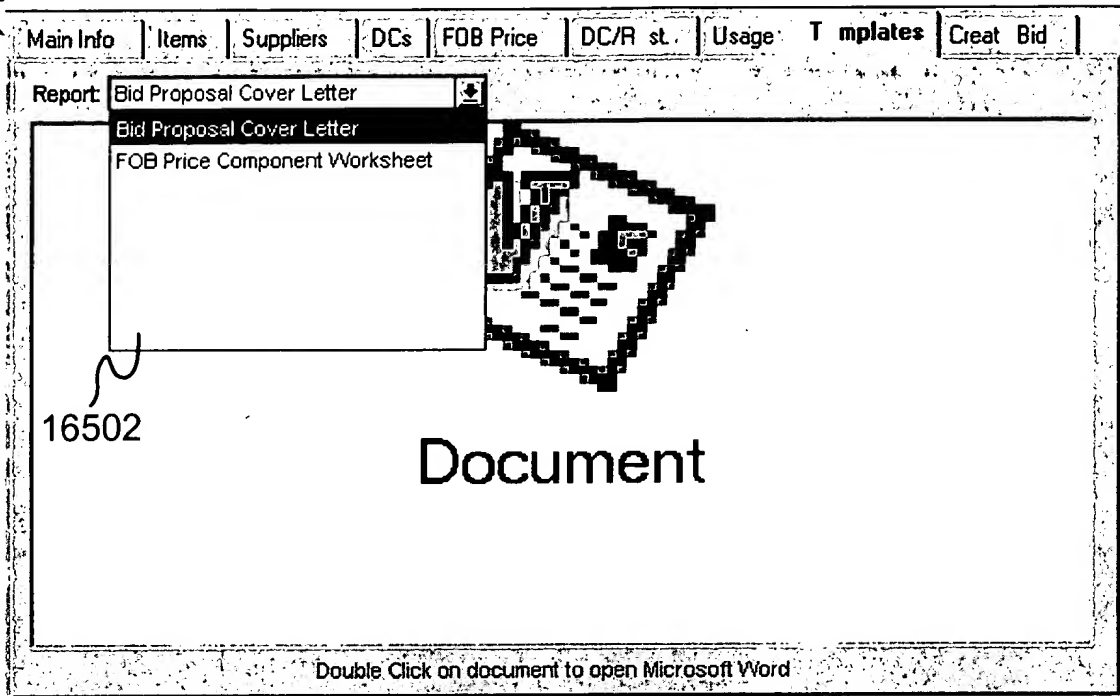 Main Info Items Suppliers DCs FOB Price DC/R st. Usage T mplates Creat Bid
Report: Bid Proposal Cover Letter
Bid Proposal Cover Letter
FOB Price Component Worksheet
16502
Document
Double Click on document to open Microsoft Word